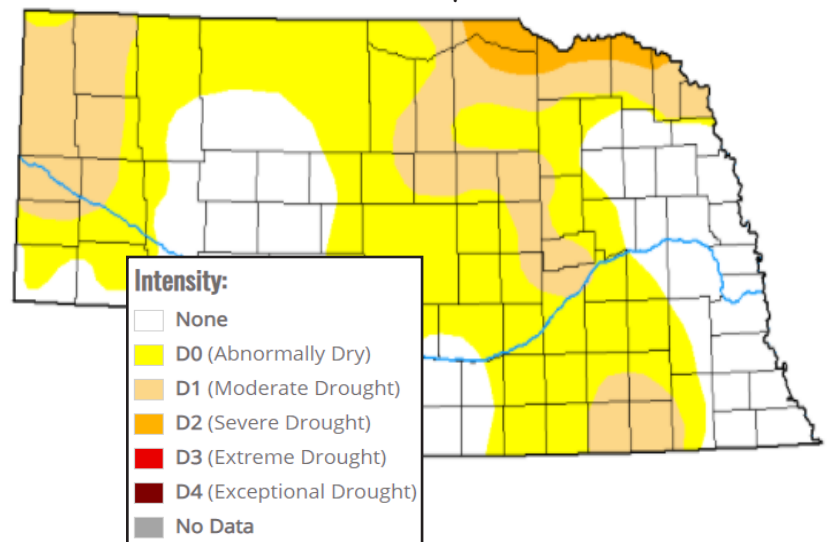 Intensity:
None
D0 (Abnormally Dry)
D1 (Moderate Drought)
D2 (Severe Drought)
D3 (Extreme Drought)
D4 (Exceptional Drought)
No Data